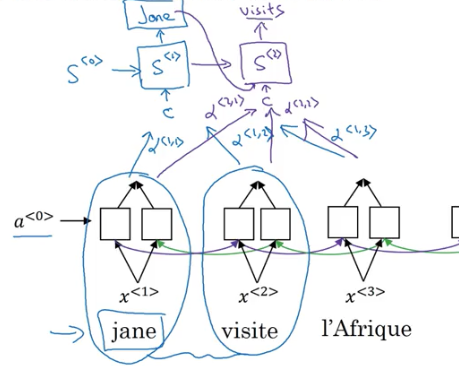 Jane visits
S<0> S<1> S<2>
c c
α<1,1> α<2,1> α<1,2> α<2,2> α<1,3>
a<0>
x<1> x<2> x<3>
jane visite l'Afrique